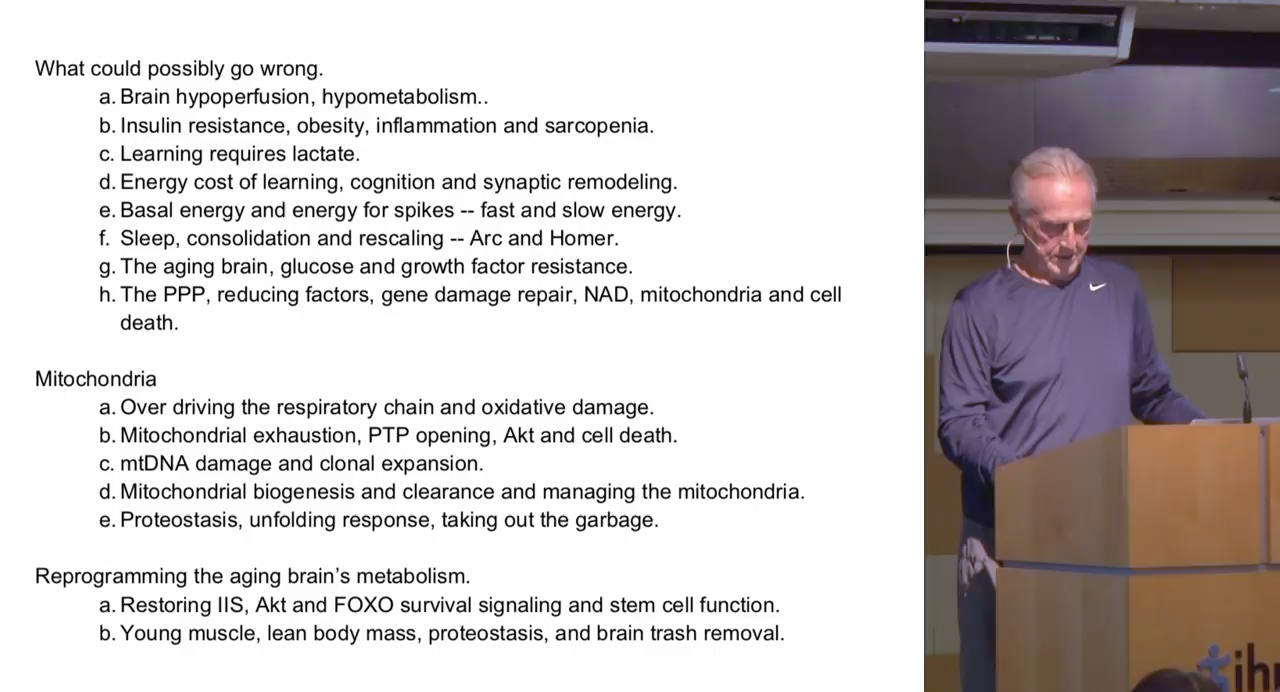 What could possibly go wrong.
a. Brain hypoperfusion, hypometabolism..
b. Insulin resistance, obesity, inflammation and sarcopenia.
c. Learning requires lactate.
d. Energy cost of learning, cognition and synaptic remodeling.
e. Basal energy and energy for spikes -- fast and slow energy.
f. Sleep, consolidation and rescaling -- Arc and Homer.
g. The aging brain, glucose and growth factor resistance.
h. The PPP, reducing factors, gene damage repair, NAD, mitochondria and cell
death.
Mitochondria
a. Over driving the respiratory chain and oxidative damage.
b. Mitochondrial exhaustion, PTP opening, Akt and cell death.
c. mtDNA damage and clonal expansion.
d. Mitochondrial biogenesis and clearance and managing the mitochondria.
e. Proteostasis, unfolding response, taking out the garbage.
Reprogramming the aging brain’s metabolism.
a. Restoring IIS, Akt and FOXO survival signaling and stem cell function.
b. Young muscle, lean body mass, proteostasis, and brain trash removal.